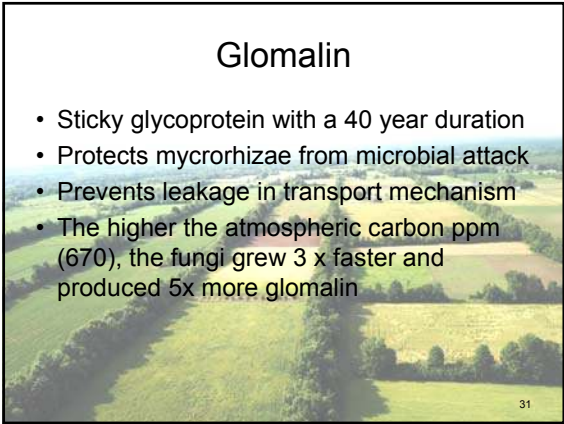 Glomalin
• Sticky glycoprotein with a 40 year duration
• Protects mycrorhizae from microbial attack
• Prevents leakage in transport mechanism
• The higher the atmospheric carbon ppm
(670), the fungi grew 3 x faster and
produced 5x more glomalin
31